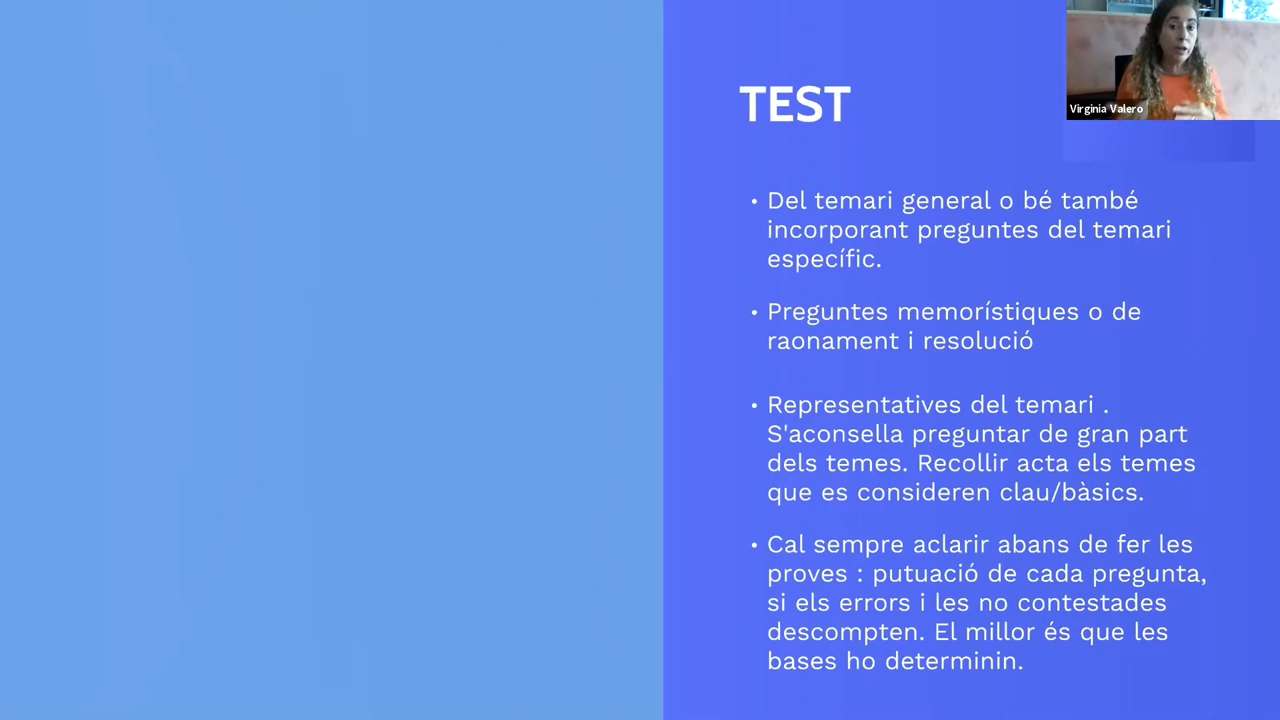 TEST
Virginia Valero
• Del temari general o bé també
incorporant preguntes del temari
específic.
• Preguntes memorístiques o de
raonament i resolució
• Representatives del temari .
S'aconsella preguntar de gran part
dels temes. Recollir acta els temes
que es consideren clau/bàsics.
• Cal sempre aclarir abans de fer les
proves : putuació de cada pregunta,
si els errors i les no contestades
descompten. El millor és que les
bases ho determinin.